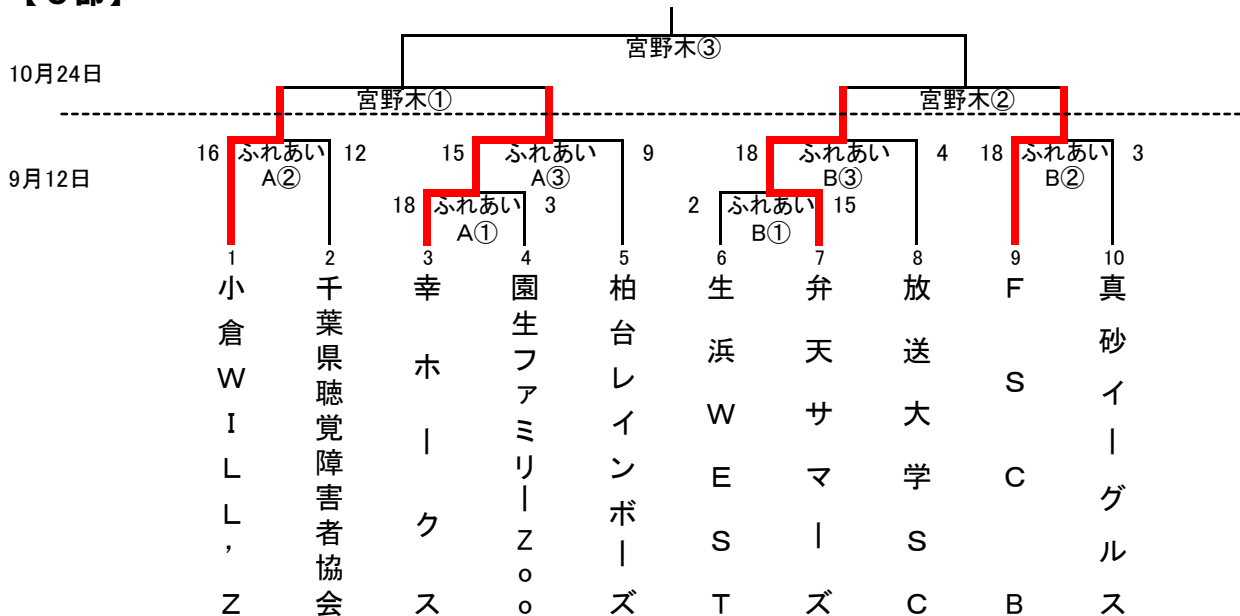 宮野木③
10月24日
宮野木① 宮野木②
16 ふれあい 12 15 ふれあい 9 18 ふれあい 4 18 ふれあい 3
9月12日 A② A③ B③ B②
18 ふれあい 3 2 ふれあい 15
A① B①
1 2 3 4 5 6 7 8 9 10
小倉WILL’Z
千葉県聴覚障害者協会
幸ホークス
園生ファミリーZoo
柏台レインボーズ
生浜WEST
弁天サマーズ
放送大学SC
FSCB
真砂イーグルス